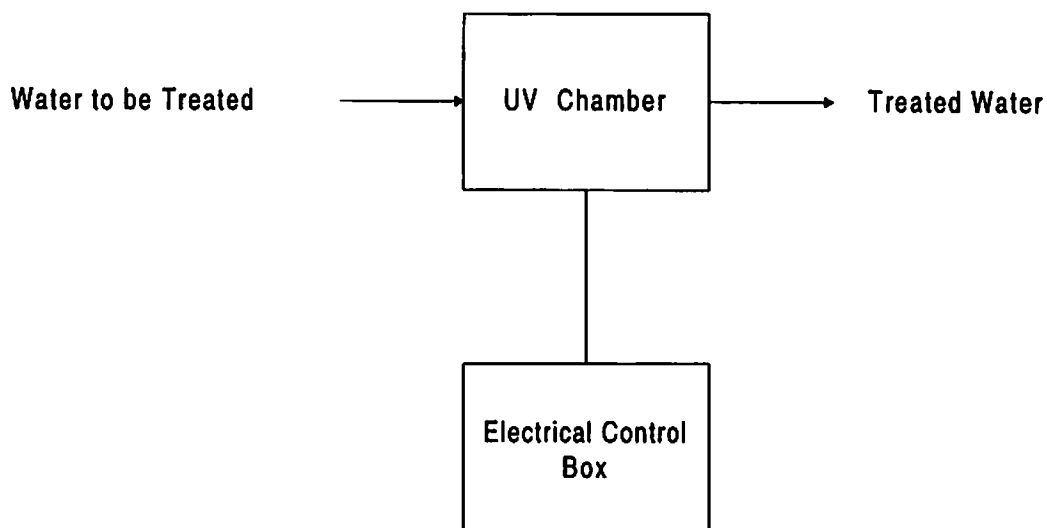 Water to be Treated
UV Chamber
Treated Water
Electrical Control
Box